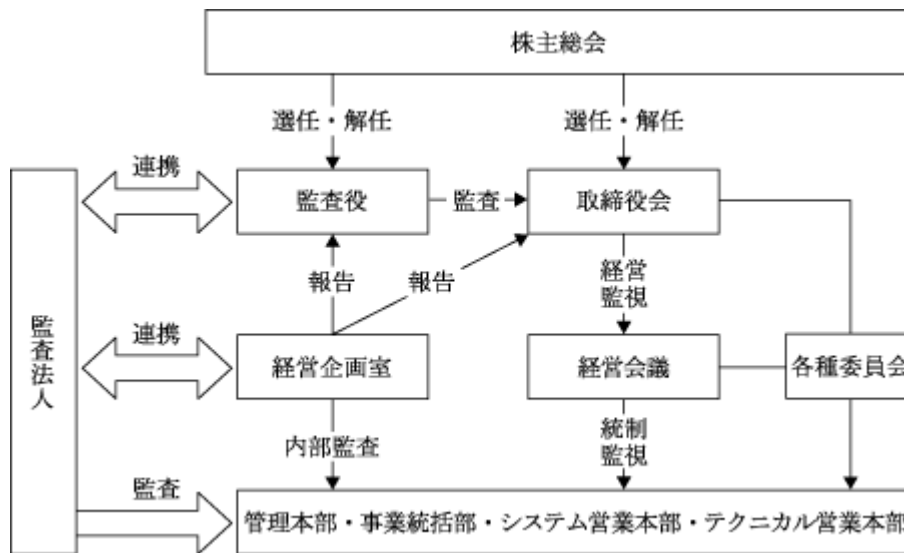 株主総会
選任・解任
選任・解任
連携
監査役
監査
取締役会
報告
報告
経営
監視
監査法人
連携
経営企画室
経営会議
各種委員会
内部監査
統制
監視
監査
管理本部・事業統括部・システム営業本部・テクニカル営業本部